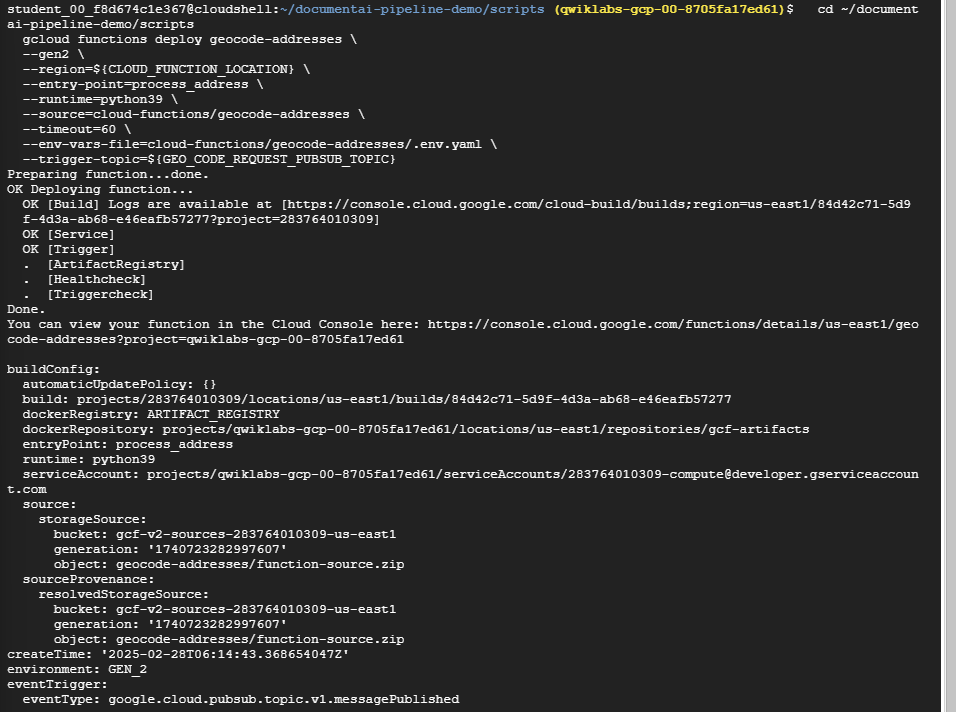 student_00_f8d674c1e367@cloudshell:~/documentai-pipeline-demo/scripts (qwiklabs-gcp-00-8705fa17ed61)$   cd ~/document
ai-pipeline-demo/scripts
  gcloud functions deploy geocode-addresses \
  --gen2 \
  --region=${CLOUD_FUNCTION_LOCATION} \
  --entry-point=process_address \
  --runtime=python39 \
  --source=cloud-functions/geocode-addresses \
  --timeout=60 \
  --env-vars-file=cloud-functions/geocode-addresses/.env.yaml \
  --trigger-topic=${GEO_CODE_REQUEST_PUBSUB_TOPIC}
Preparing function...done.
OK Deploying function...
  OK [Build] Logs are available at [https://console.cloud.google.com/cloud-build/builds;region=us-east1/84d42c71-5d9
  f-4d3a-ab68-e46eafb57277?project=283764010309]
  OK [Service]
  OK [Trigger]
  .  [ArtifactRegistry]
  .  [Healthcheck]
  .  [Triggercheck]
Done.
You can view your function in the Cloud Console here: https://console.cloud.google.com/functions/details/us-east1/geo
code-addresses?project=qwiklabs-gcp-00-8705fa17ed61

buildConfig:
  automaticUpdatePolicy: {}
  build: projects/283764010309/locations/us-east1/builds/84d42c71-5d9f-4d3a-ab68-e46eafb57277
  dockerRegistry: ARTIFACT_REGISTRY
  dockerRepository: projects/qwiklabs-gcp-00-8705fa17ed61/locations/us-east1/repositories/gcf-artifacts
  entryPoint: process_address
  runtime: python39
  serviceAccount: projects/qwiklabs-gcp-00-8705fa17ed61/serviceAccounts/283764010309-compute@developer.gserviceaccoun
t.com
  source:
    storageSource:
      bucket: gcf-v2-sources-283764010309-us-east1
      generation: '1740723282997607'
      object: geocode-addresses/function-source.zip
  sourceProvenance:
    resolvedStorageSource:
      bucket: gcf-v2-sources-283764010309-us-east1
      generation: '1740723282997607'
      object: geocode-addresses/function-source.zip
createTime: '2025-02-28T06:14:43.368654047Z'
environment: GEN_2
eventTrigger:
  eventType: google.cloud.pubsub.topic.v1.messagePublished